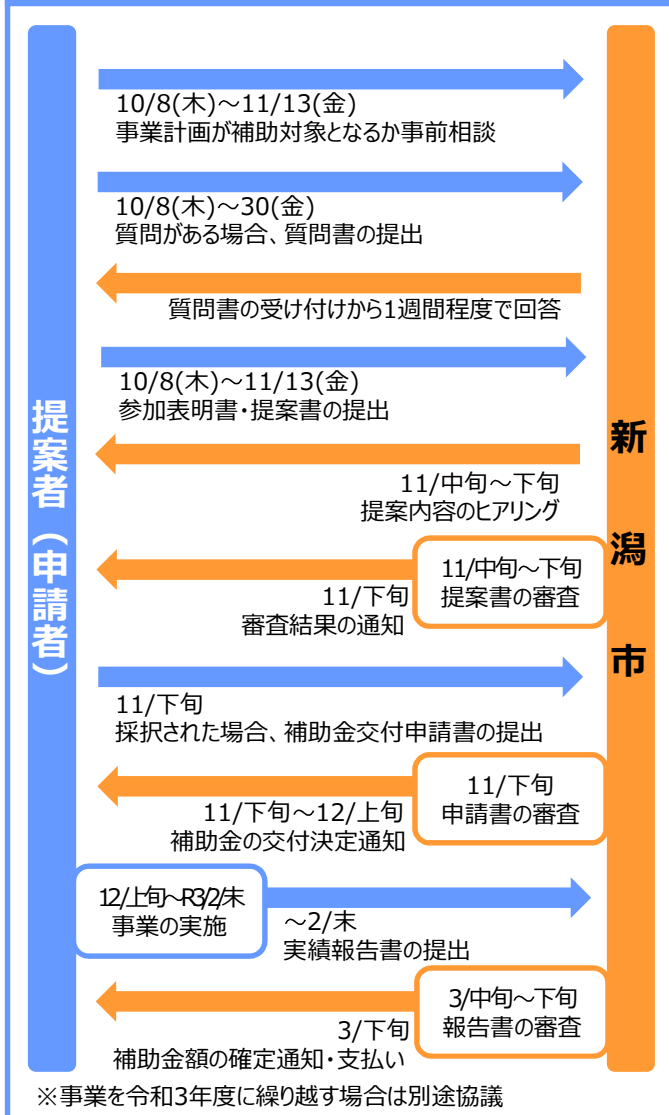 提案者（申請者）
新潟市
10/8(木)～11/13(金)
事業計画が補助対象となるか事前相談
10/8(木)～30(金)
質問がある場合、質問書の提出
質問書の受け付けから1週間程度で回答
10/8(木)～11/13(金)
参加表明書・提案書の提出
11/中旬～下旬
提案内容のヒアリング
11/中旬～下旬
提案書の審査
11/下旬
審査結果の通知
11/下旬
採択された場合、補助金交付申請書の提出
11/下旬
申請書の審査
11/下旬～12/上旬
補助金の交付決定通知
12/上旬～R3/2/末
事業の実施
～2/末
実績報告書の提出
3/中旬～下旬
報告書の審査
3/下旬
補助金額の確定通知・支払い
※事業を令和3年度に繰り越す場合は別途協議